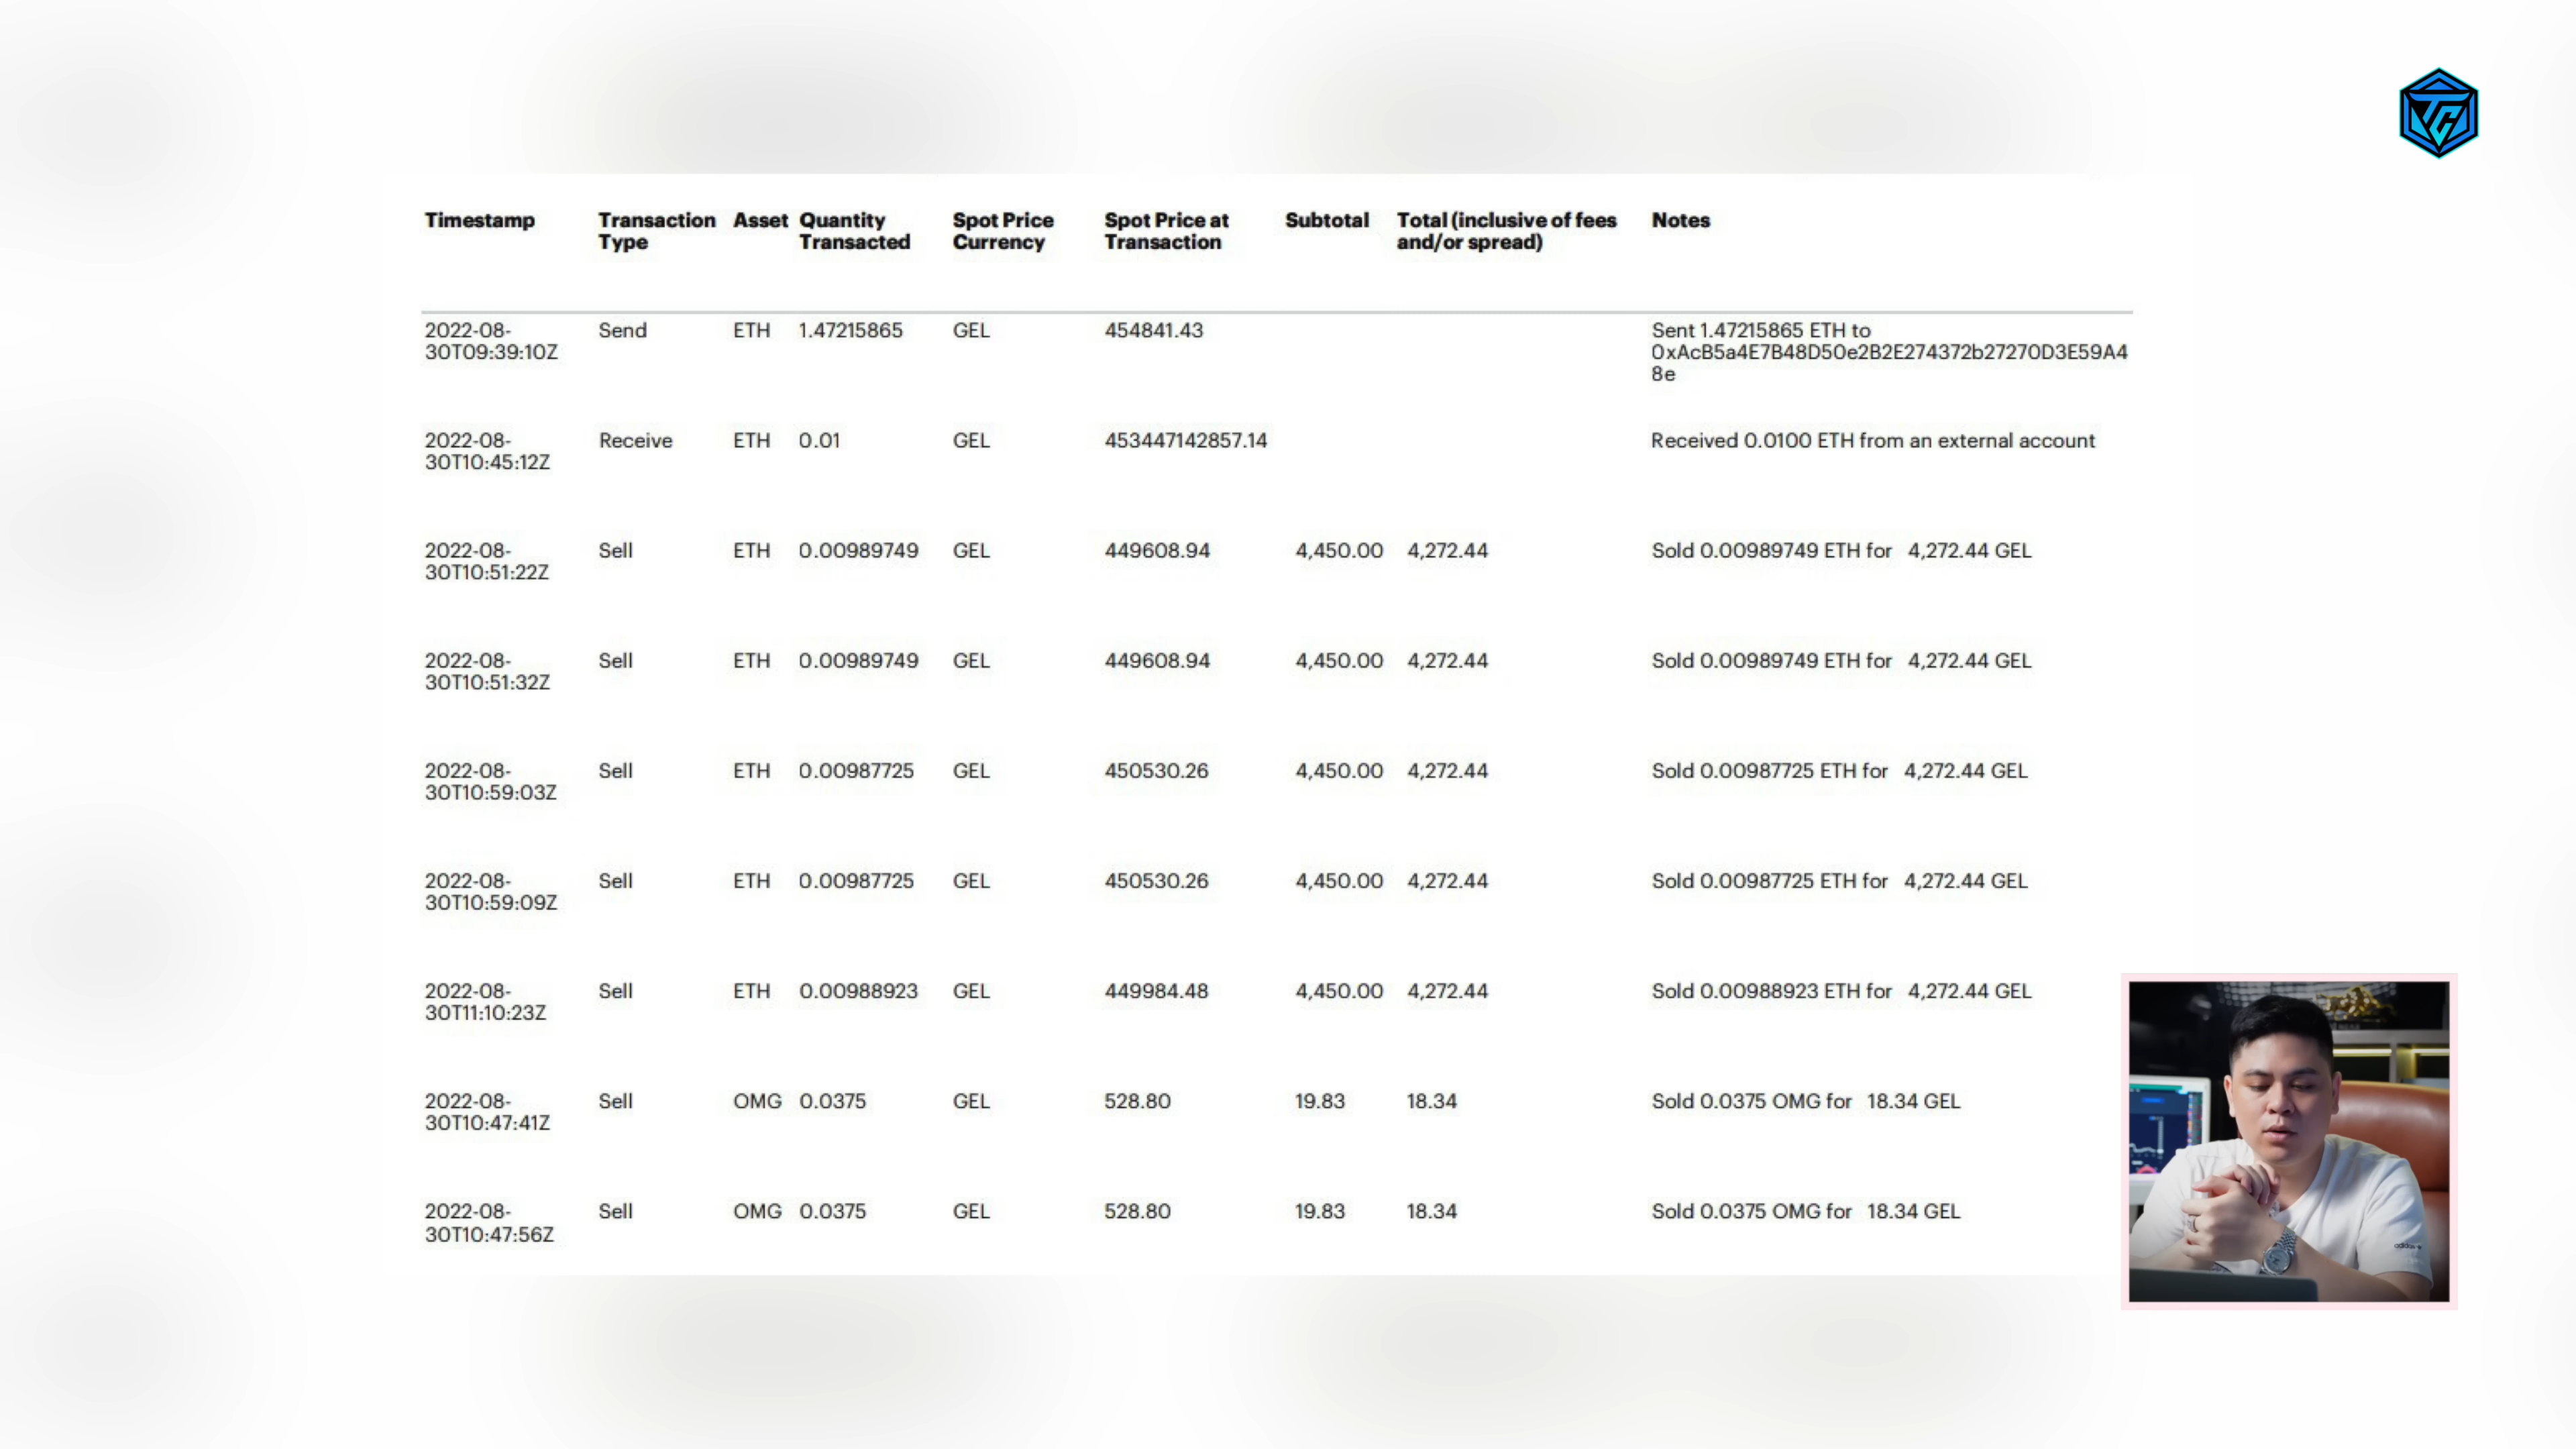 Timestamp Transaction Type Asset Quantity Transacted Spot Price Currency Spot Price at Transaction Subtotal Total (inclusive of fees and/or spread) Notes
2022-08-30T09:39:10Z Send ETH 1.47215865 GEL 454841.43 Sent 1.47215865 ETH to 0xAcB5a4E7B48D50e2B2E274372b27270D3E59A48e
2022-08-30T10:45:12Z Receive ETH 0.01 GEL 453447142857.14 Received 0.0100 ETH from an external account
2022-08-30T10:51:22Z Sell ETH 0.00989749 GEL 449608.94 4,450.00 4,272.44 Sold 0.00989749 ETH for 4,272.44 GEL
2022-08-30T10:51:32Z Sell ETH 0.00989749 GEL 449608.94 4,450.00 4,272.44 Sold 0.00989749 ETH for 4,272.44 GEL
2022-08-30T10:59:03Z Sell ETH 0.00987725 GEL 450530.26 4,450.00 4,272.44 Sold 0.00987725 ETH for 4,272.44 GEL
2022-08-30T10:59:09Z Sell ETH 0.00987725 GEL 450530.26 4,450.00 4,272.44 Sold 0.00987725 ETH for 4,272.44 GEL
2022-08-30T11:10:23Z Sell ETH 0.00988923 GEL 449984.48 4,450.00 4,272.44 Sold 0.00988923 ETH for 4,272.44 GEL
2022-08-30T10:47:41Z Sell OMG 0.0375 GEL 528.80 19.83 18.34 Sold 0.0375 OMG for 18.34 GEL
2022-08-30T10:47:56Z Sell OMG 0.0375 GEL 528.80 19.83 18.34 Sold 0.0375 OMG for 18.34 GEL
TC
adidas